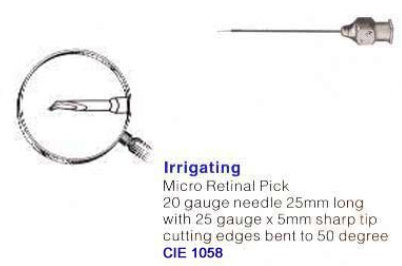 Irrigating
Micro Retinal Pick
20 gauge needle 25mm long
with 25 gauge x 5mm sharp tip
cutting edges bent to 50 degree
CIE 1058